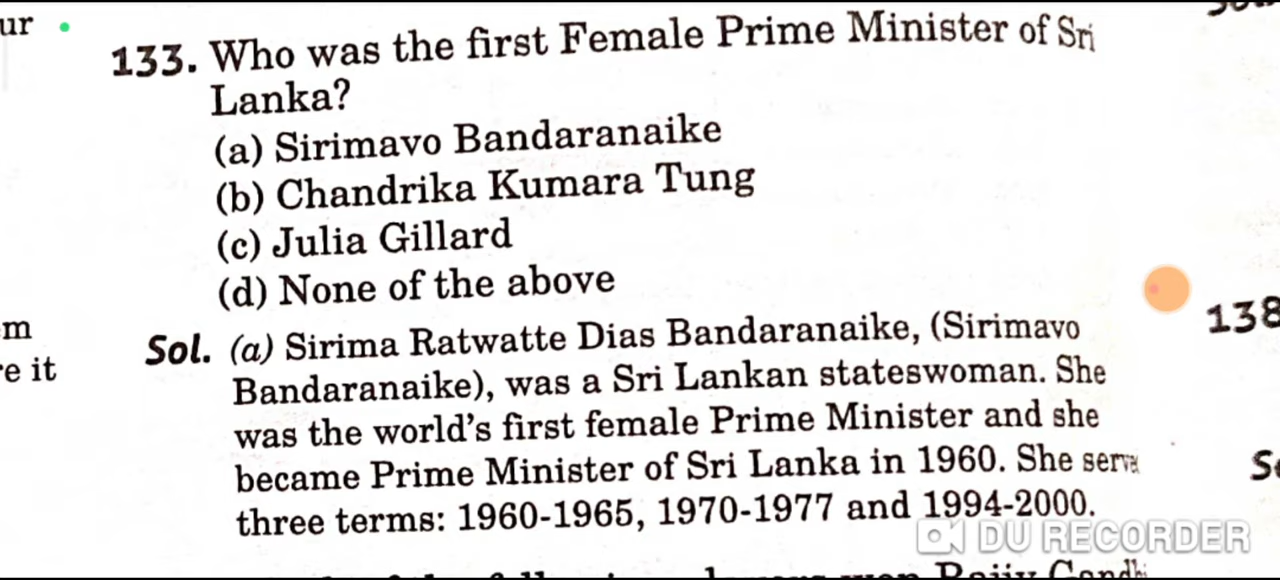 ur
133. Who was the first Female Prime Minister of Sri
Lanka?
(a) Sirimavo Bandaranaike
(b) Chandrika Kumara Tung
(c) Julia Gillard
(d) None of the above
Sol. (a) Sirima Ratwatte Dias Bandaranaike, (Sirimavo
Bandaranaike), was a Sri Lankan stateswoman. She
was the world's first female Prime Minister and she
became Prime Minister of Sri Lanka in 1960. She
three terms: 1960-1965, 1970-1977 and 1994-2000.
m
e it
138
DU RECORDER